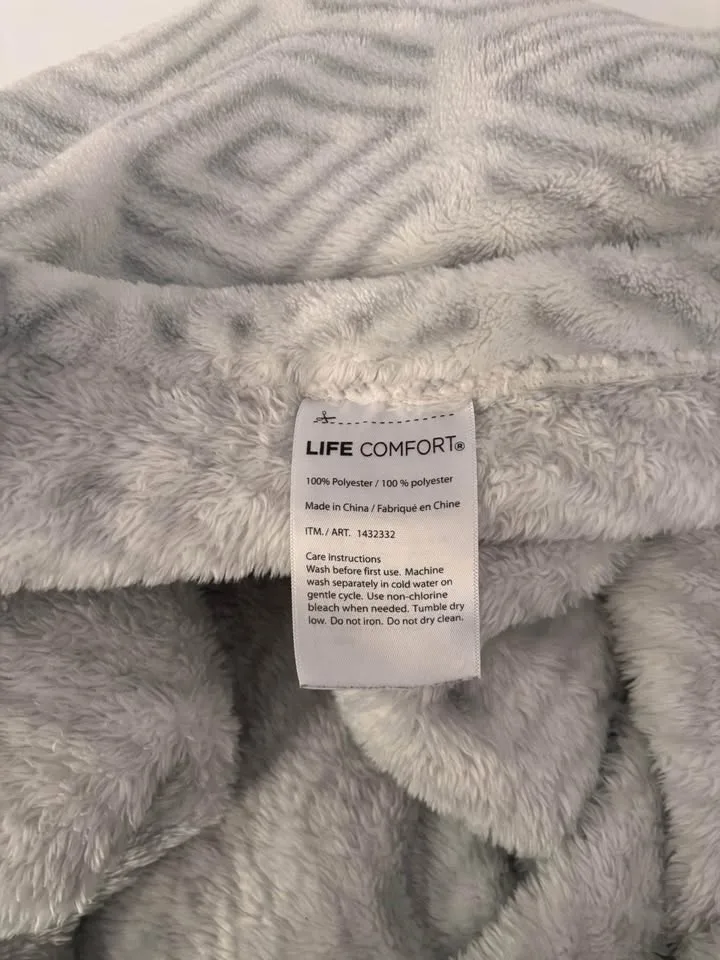 LIFE COMFORT®
100% Polyester / 100 % polyester
Made in China / Fabriqué en Chine
ITM. / ART. 1432332
Care instructions
Wash before first use. Machine
wash separately in cold water on
gentle cycle. Use non-chlorine
bleach when needed. Tumble dry
low. Do not iron. Do not dry clean.